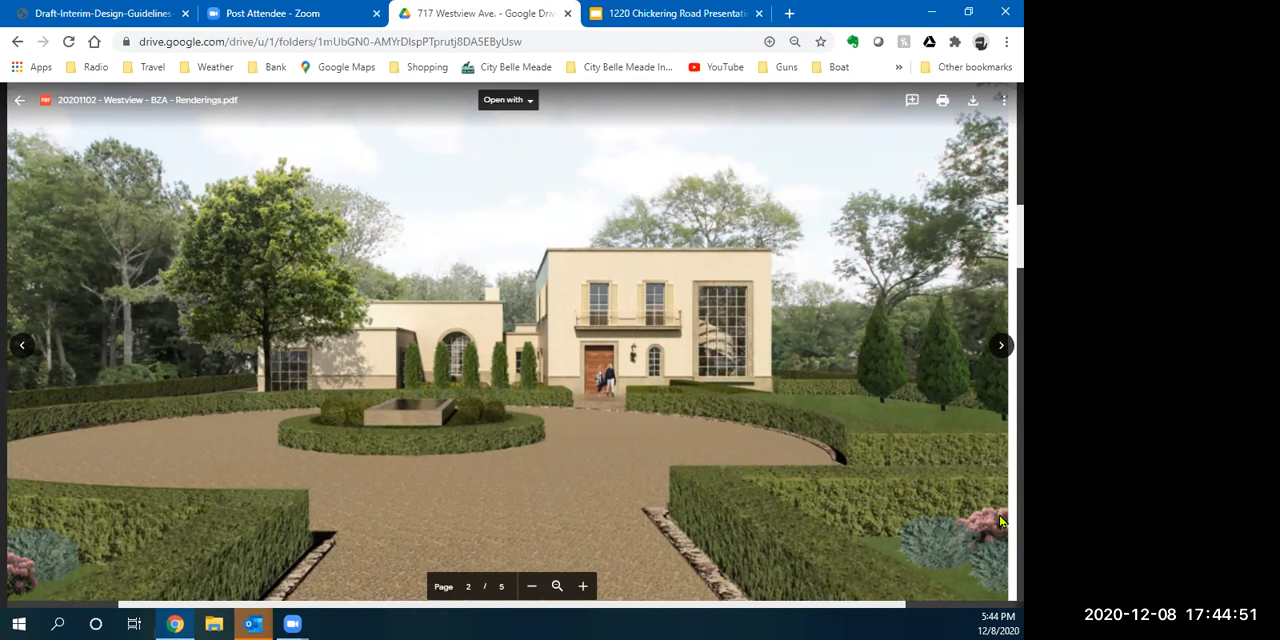 Draft-Interim-Design-Guidelines-
Post Attendee - Zoom
717 Westview Ave. - Google Driv
1220 Chickering Road Presentati
drive.google.com/drive/u/1/folders/1mUbGN0-AMYrDIspPTprutj8DA5EByUsw
Apps Radio Travel Weather Bank Google Maps Shopping City Belle Meade City Belle Meade In... YouTube Guns Boat » Other bookmarks
PDF 20201102 - Westview - BZA - Renderings.pdf
Open with
Page 2 / 5
5:44 PM
12/8/2020
2020-12-08 17:44:51